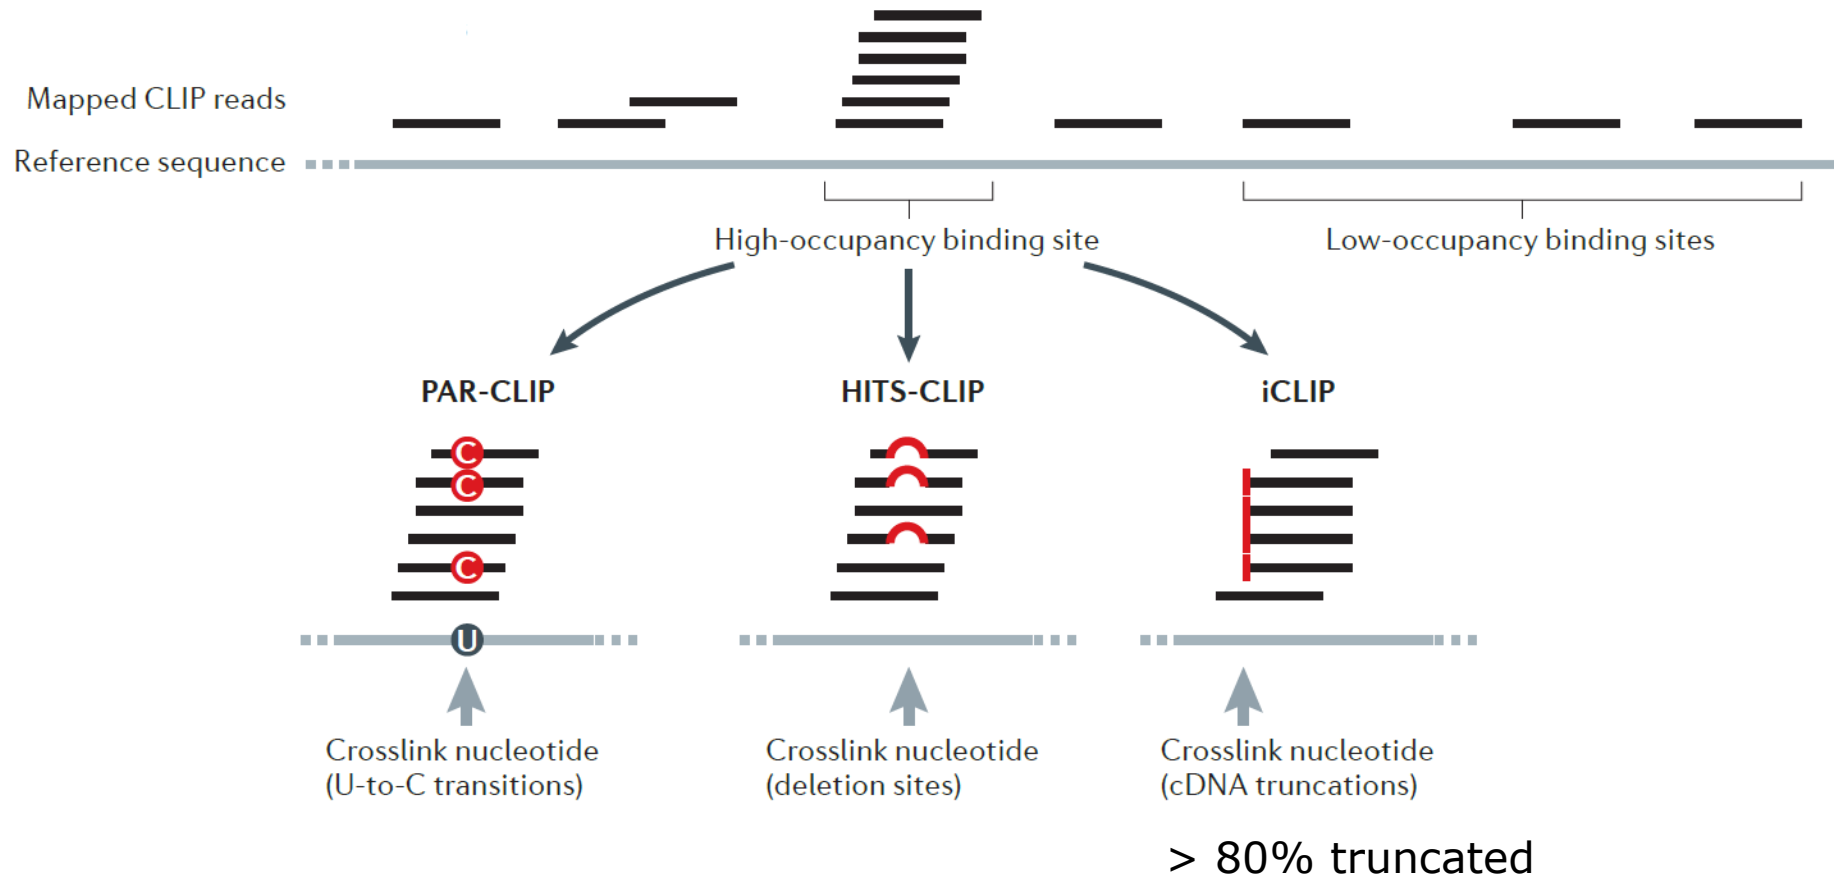 Mapped CLIP reads
Reference sequence
High-occupancy binding site
Low-occupancy binding sites
PAR-CLIP
HITS-CLIP
iCLIP
C
C
C
U
Crosslink nucleotide
(U-to-C transitions)
Crosslink nucleotide
(deletion sites)
Crosslink nucleotide
(cDNA truncations)
> 80% truncated